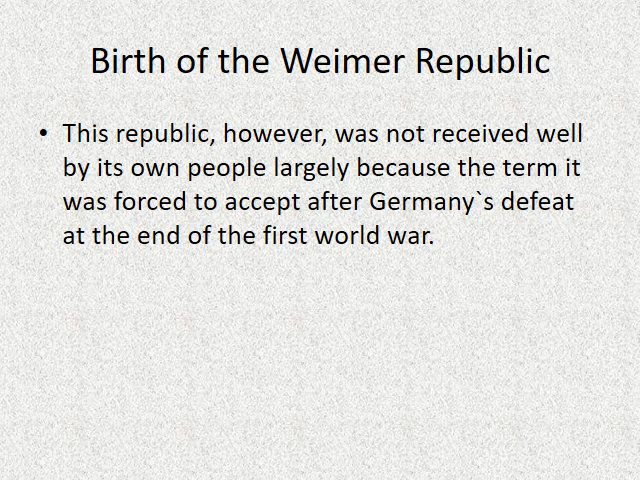 Birth of the Weimer Republic
• This republic, however, was not received well
by its own people largely because the term it
was forced to accept after Germany`s defeat
at the end of the first world war.